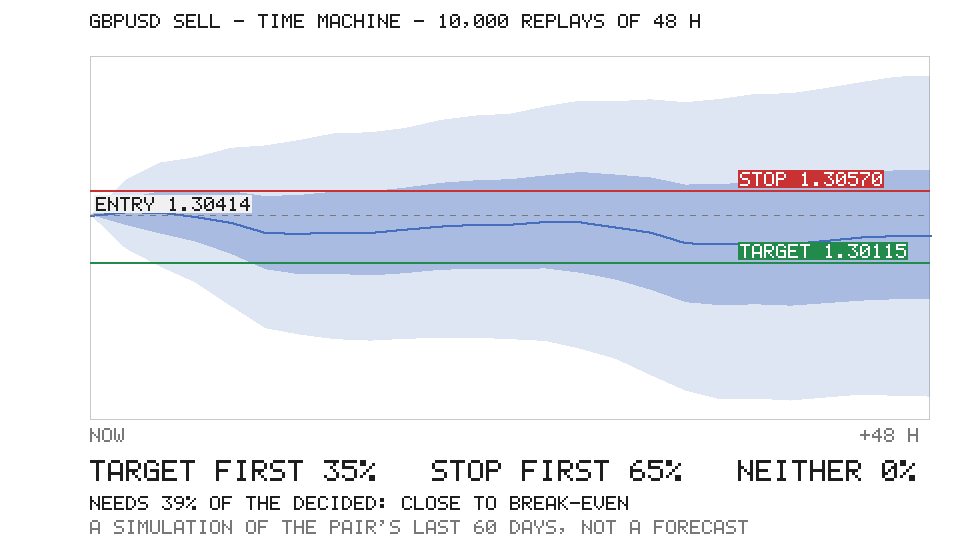 GBPUSD SELL - TIME MACHINE - 10,000 REPLAYS OF 48 H
STOP 1.30570
ENTRY 1.30414
TARGET 1.30115
NOW +48 H
TARGET FIRST 35% STOP FIRST 65% NEITHER 0%
NEEDS 39% OF THE DECIDED: CLOSE TO BREAK-EVEN
A SIMULATION OF THE PAIR'S LAST 60 DAYS, NOT A FORECAST